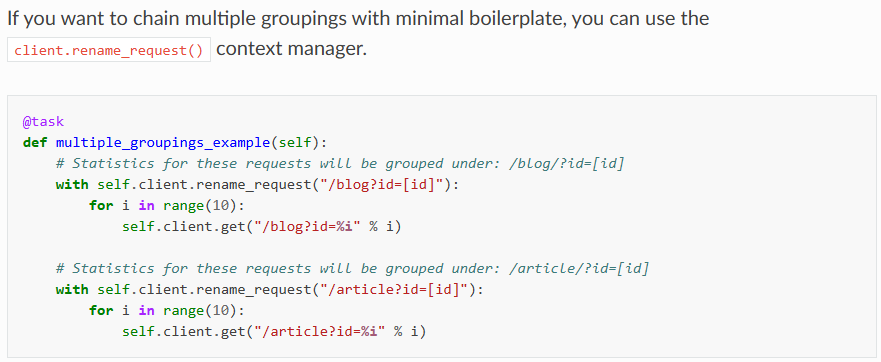 If you want to chain multiple groupings with minimal boilerplate, you can use the
client.rename_request() context manager.
@task
def multiple_groupings_example(self):
    # Statistics for these requests will be grouped under: /blog/?id=[id]
    with self.client.rename_request("/blog?id=[id]"):
        for i in range(10):
            self.client.get("/blog?id=%i" % i)

    # Statistics for these requests will be grouped under: /article/?id=[id]
    with self.client.rename_request("/article?id=[id]"):
        for i in range(10):
            self.client.get("/article?id=%i" % i)